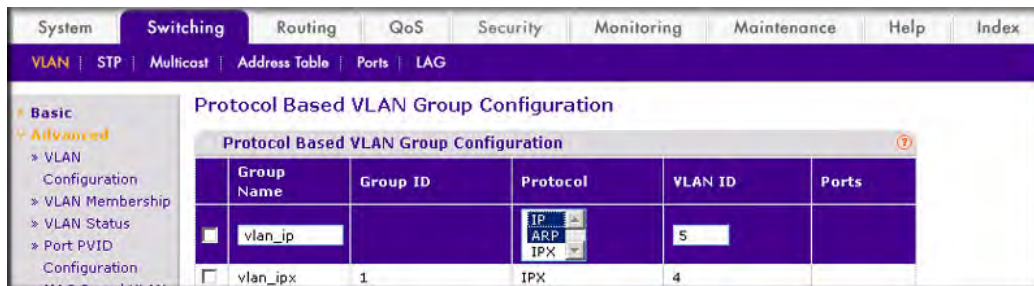 System Switching Routing QoS Security Monitoring Maintenance Help Index
VLAN STP Multicast Address Table Ports LAG
Basic
Advanced
» VLAN
Configuration
» VLAN Membership
» VLAN Status
» Port PVID
Configuration
Protocol Based VLAN Group Configuration
Protocol Based VLAN Group Configuration ?
Group Name Group ID Protocol VLAN ID Ports
vlan_ip IP ARP IPX 5
vlan_ipx 1 IPX 4